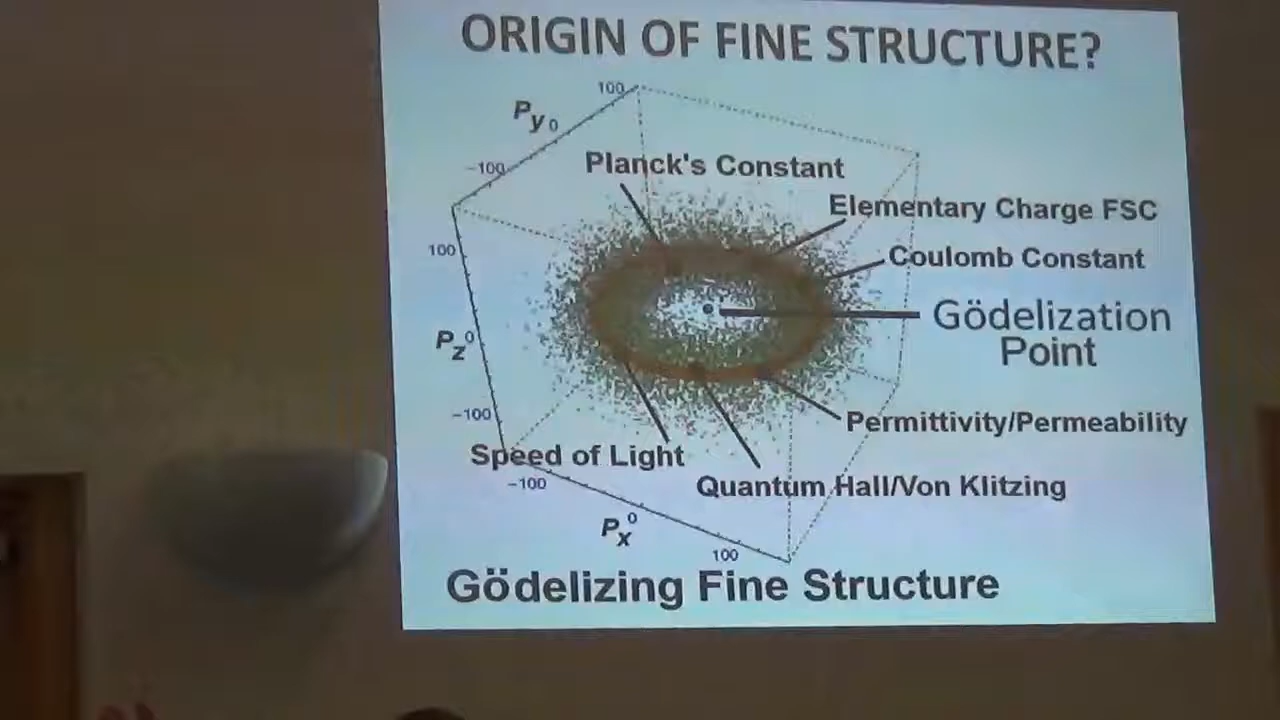 ORIGIN OF FINE STRUCTURE?
100
Py0
-100
Planck's Constant
Elementary Charge FSC
100
Coulomb Constant
Gödelization
Point
Pz0
-100
Permittivity/Permeability
Speed of Light
-100
Quantum Hall/Von Klitzing
Px0
100
Gödelizing Fine Structure